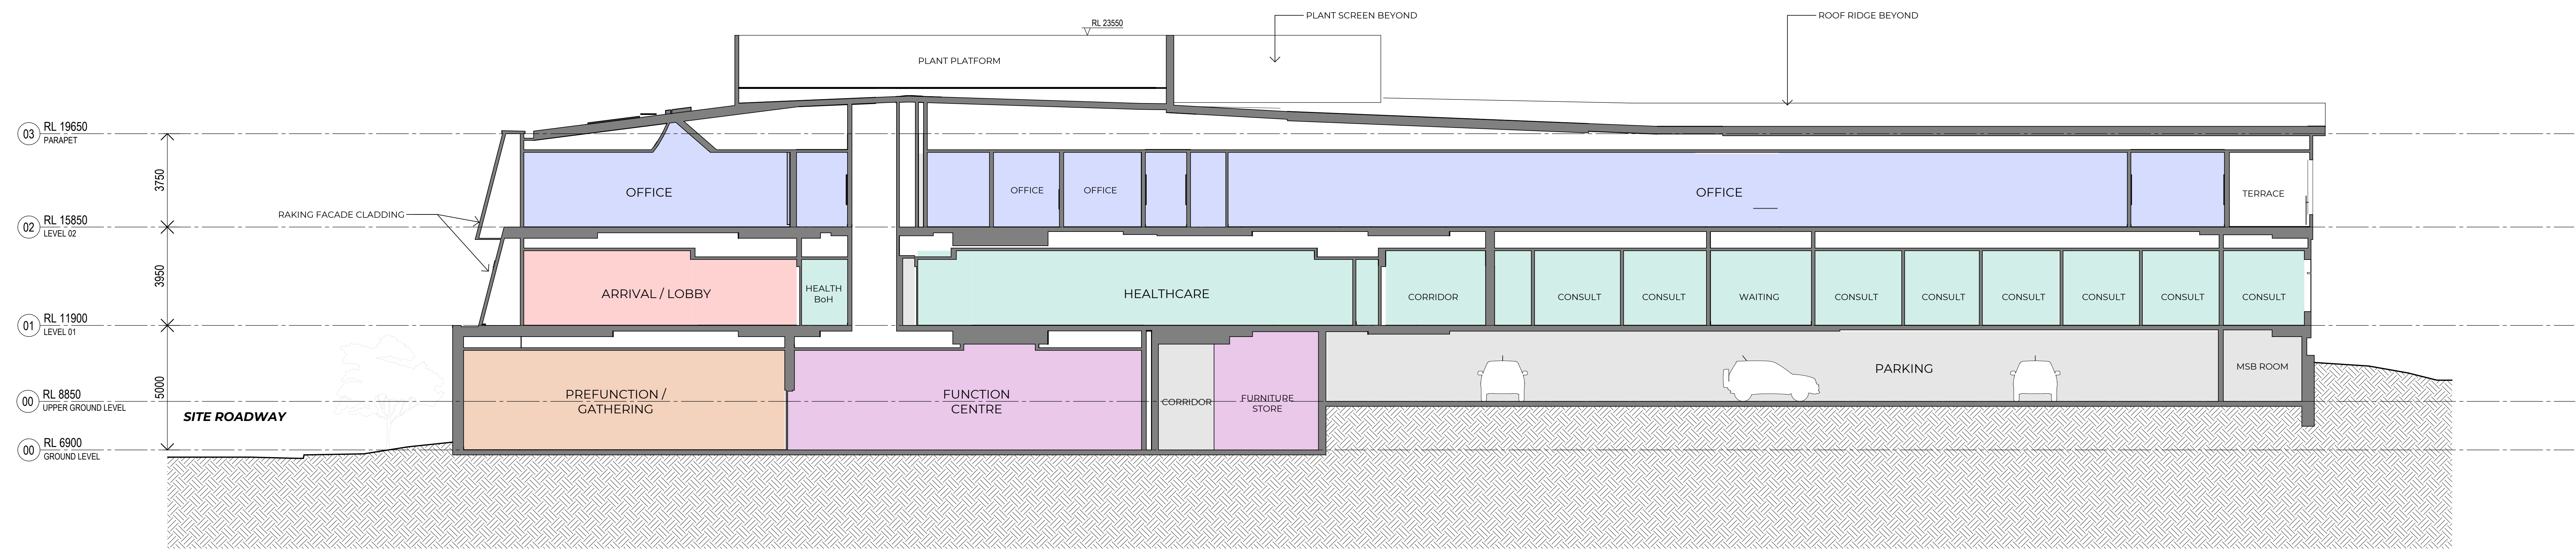 RL 23550
PLANT SCREEN BEYOND
ROOF RIDGE BEYOND
PLANT PLATFORM
03 RL 19650
PARAPET
3750
OFFICE
OFFICE
OFFICE
OFFICE
TERRACE
RAKING FACADE CLADDING
02 RL 15850
LEVEL 02
3950
ARRIVAL / LOBBY
HEALTH
BoH
HEALTHCARE
CORRIDOR
CONSULT
CONSULT
WAITING
CONSULT
CONSULT
CONSULT
CONSULT
CONSULT
CONSULT
01 RL 11900
LEVEL 01
5000
PREFUNCTION /
GATHERING
FUNCTION
CENTRE
CORRIDOR
FURNITURE
STORE
PARKING
MSB ROOM
00 RL 8850
UPPER GROUND LEVEL
SITE ROADWAY
00 RL 6900
GROUND LEVEL